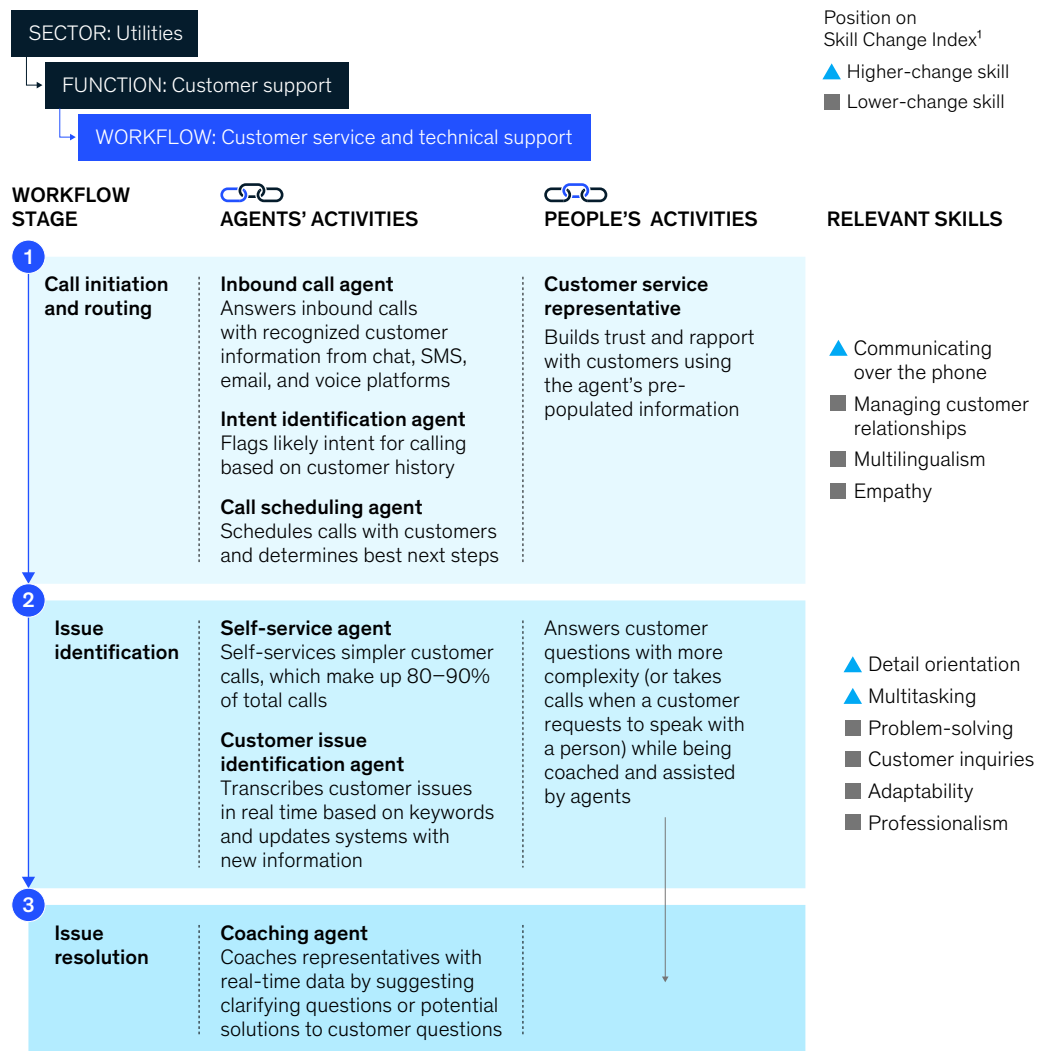 SECTOR: Utilities
FUNCTION: Customer support
WORKFLOW: Customer service and technical support
Position on
Skill Change Index¹
Higher-change skill
Lower-change skill
WORKFLOW
STAGE
AGENTS' ACTIVITIES
PEOPLE'S ACTIVITIES
RELEVANT SKILLS
1
Call initiation
and routing
Inbound call agent
Answers inbound calls
with recognized customer
information from chat, SMS,
email, and voice platforms
Intent identification agent
Flags likely intent for calling
based on customer history
Call scheduling agent
Schedules calls with customers
and determines best next steps
Customer service
representative
Builds trust and rapport
with customers using
the agent's pre-
populated information
Communicating
over the phone
Managing customer
relationships
Multilingualism
Empathy
2
Issue
identification
Self-service agent
Self-services simpler customer
calls, which make up 80–90%
of total calls
Customer issue
identification agent
Transcribes customer issues
in real time based on keywords
and updates systems with
new information
Answers customer
questions with more
complexity (or takes
calls when a customer
requests to speak with
a person) while being
coached and assisted
by agents
Detail orientation
Multitasking
Problem-solving
Customer inquiries
Adaptability
Professionalism
3
Issue
resolution
Coaching agent
Coaches representatives with
real-time data by suggesting
clarifying questions or potential
solutions to customer questions